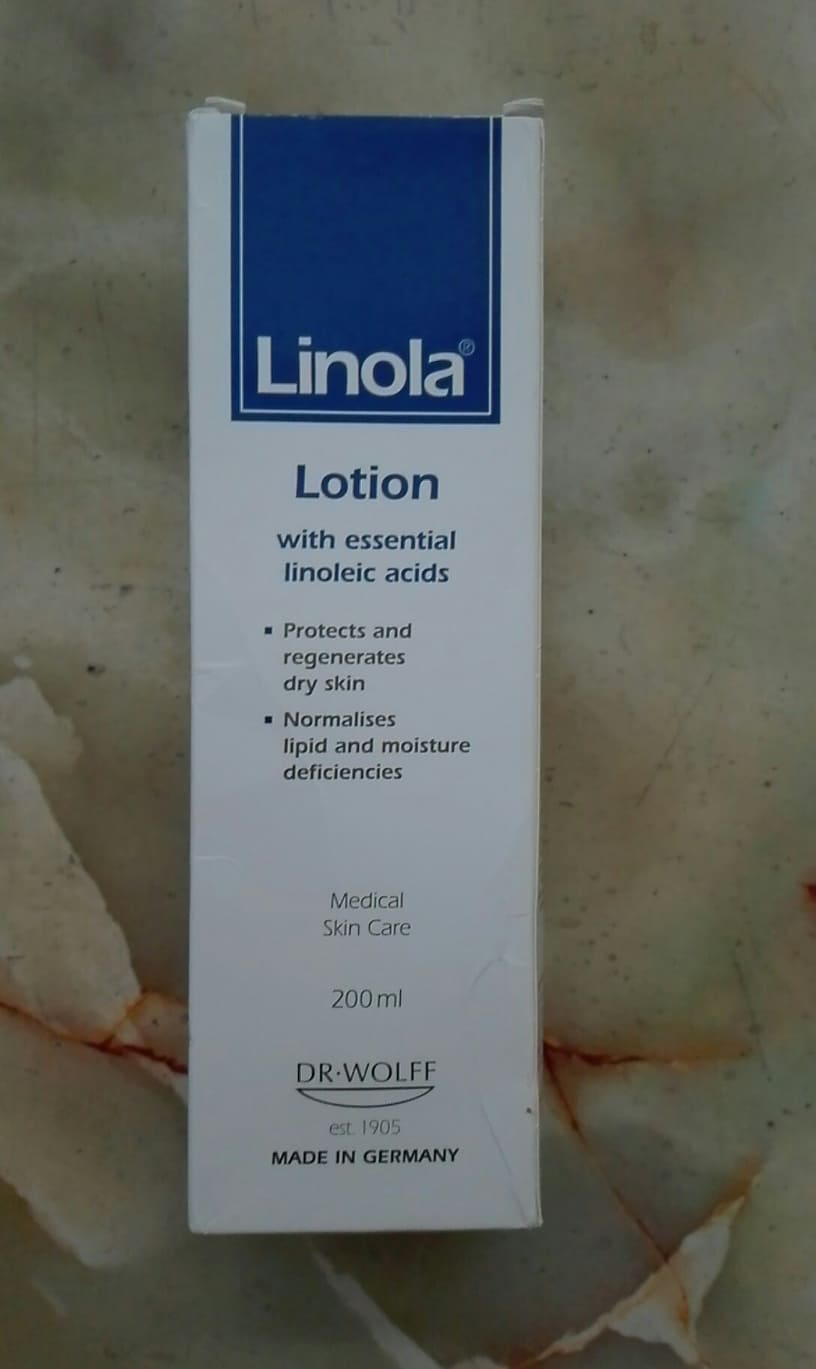 Linola®
Lotion
with essential
linoleic acids
▪ Protects and
regenerates
dry skin
▪ Normalises
lipid and moisture
deficiencies
Medical
Skin Care
200 ml
DR·WOLFF
est. 1905
MADE IN GERMANY